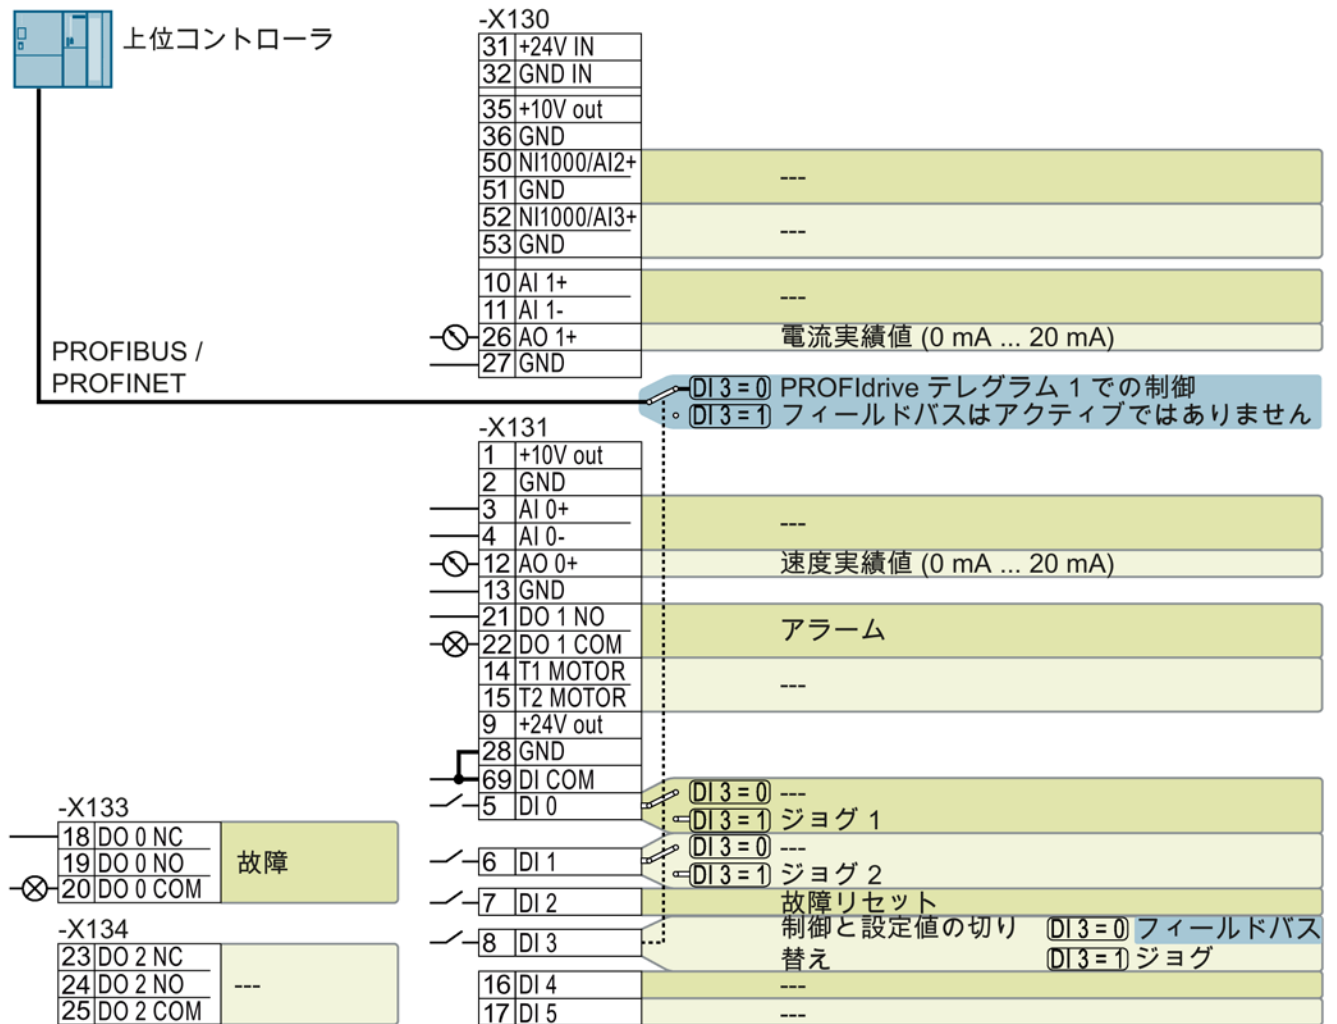 上位コントローラ
PROFIBUS /
PROFINET
-X130
31 +24V IN
32 GND IN
35 +10V out
36 GND
50 NI1000/AI2+
51 GND
---
52 NI1000/AI3+
53 GND
---
10 AI 1+
11 AI 1-
---
26 AO 1+ 電流実績値 (0 mA ... 20 mA)
27 GND
DI 3 = 0 PROFIdrive テレグラム 1 での制御
DI 3 = 1 フィールドバスはアクティブではありません
-X131
1 +10V out
2 GND
3 AI 0+
4 AI 0-
---
12 AO 0+ 速度実績値 (0 mA ... 20 mA)
13 GND
21 DO 1 NO
22 DO 1 COM
アラーム
14 T1 MOTOR
15 T2 MOTOR
---
9 +24V out
28 GND
69 DI COM
5 DI 0
DI 3 = 0 ---
DI 3 = 1 ジョグ 1
6 DI 1
DI 3 = 0 ---
DI 3 = 1 ジョグ 2
7 DI 2 故障リセット
8 DI 3
制御と設定値の切り
替え
DI 3 = 0 フィールドバス
DI 3 = 1 ジョグ
16 DI 4 ---
17 DI 5 ---
-X133
18 DO 0 NC
19 DO 0 NO
20 DO 0 COM
故障
-X134
23 DO 2 NC
24 DO 2 NO
25 DO 2 COM
---